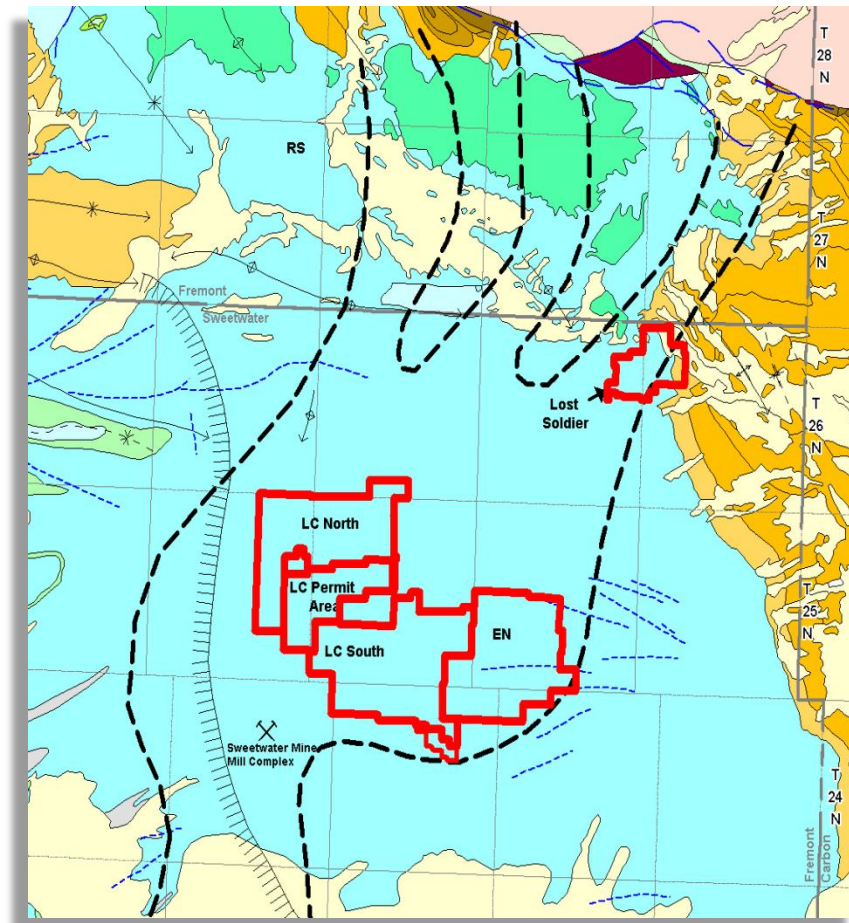 T
28
N
RS
T
27
N
Fremont
Sweetwater
Lost
Soldier
T
26
N
LC North
LC Permit
Area
T
25
N
EN
LC South
Sweetwater Mine
Mill Complex
T
24
N
Fremont
Carbon